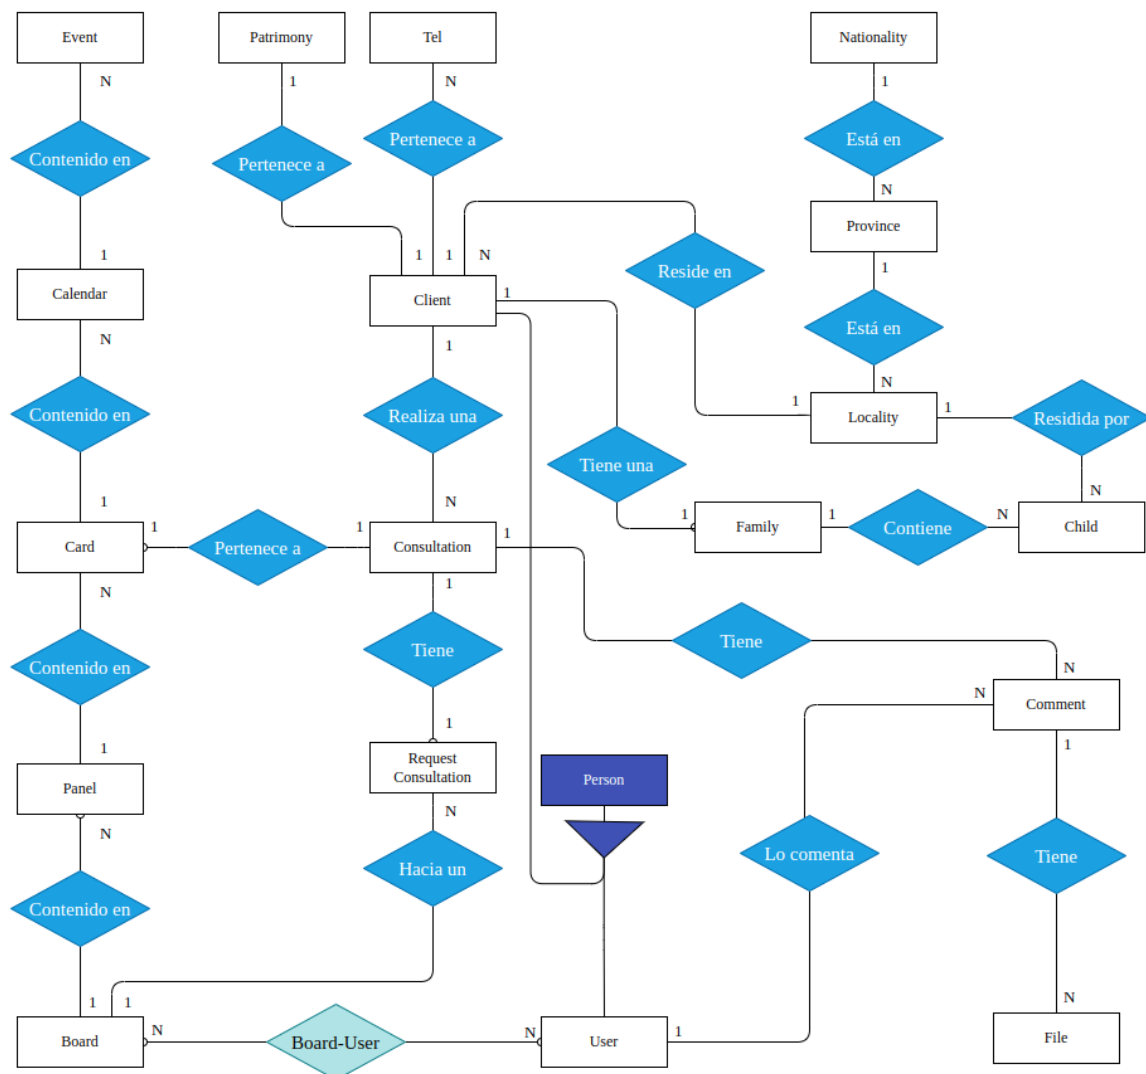 Event
Patrimony
Tel
Nationality
N
1
N
1
Contenido en
Pertenece a
Pertenece a
Está en
N
Province
1
1
1
N
1
Reside en
Calendar
Client
1
N
1
Está en
N
Contenido en
Realiza una
1
Locality
1
Residida por
Tiene una
1
N
N
Card
1
Pertenece a
1
Consultation
1
1
Family
1
Contiene
N
Child
N
1
Contenido en
Tiene
Tiene
N
1
1
N
Comment
1
Panel
Request
Consultation
Person
N
N
Contenido en
Hacia un
Lo comenta
Tiene
1
1
N
Board
N
Board-User
N
User
1
File